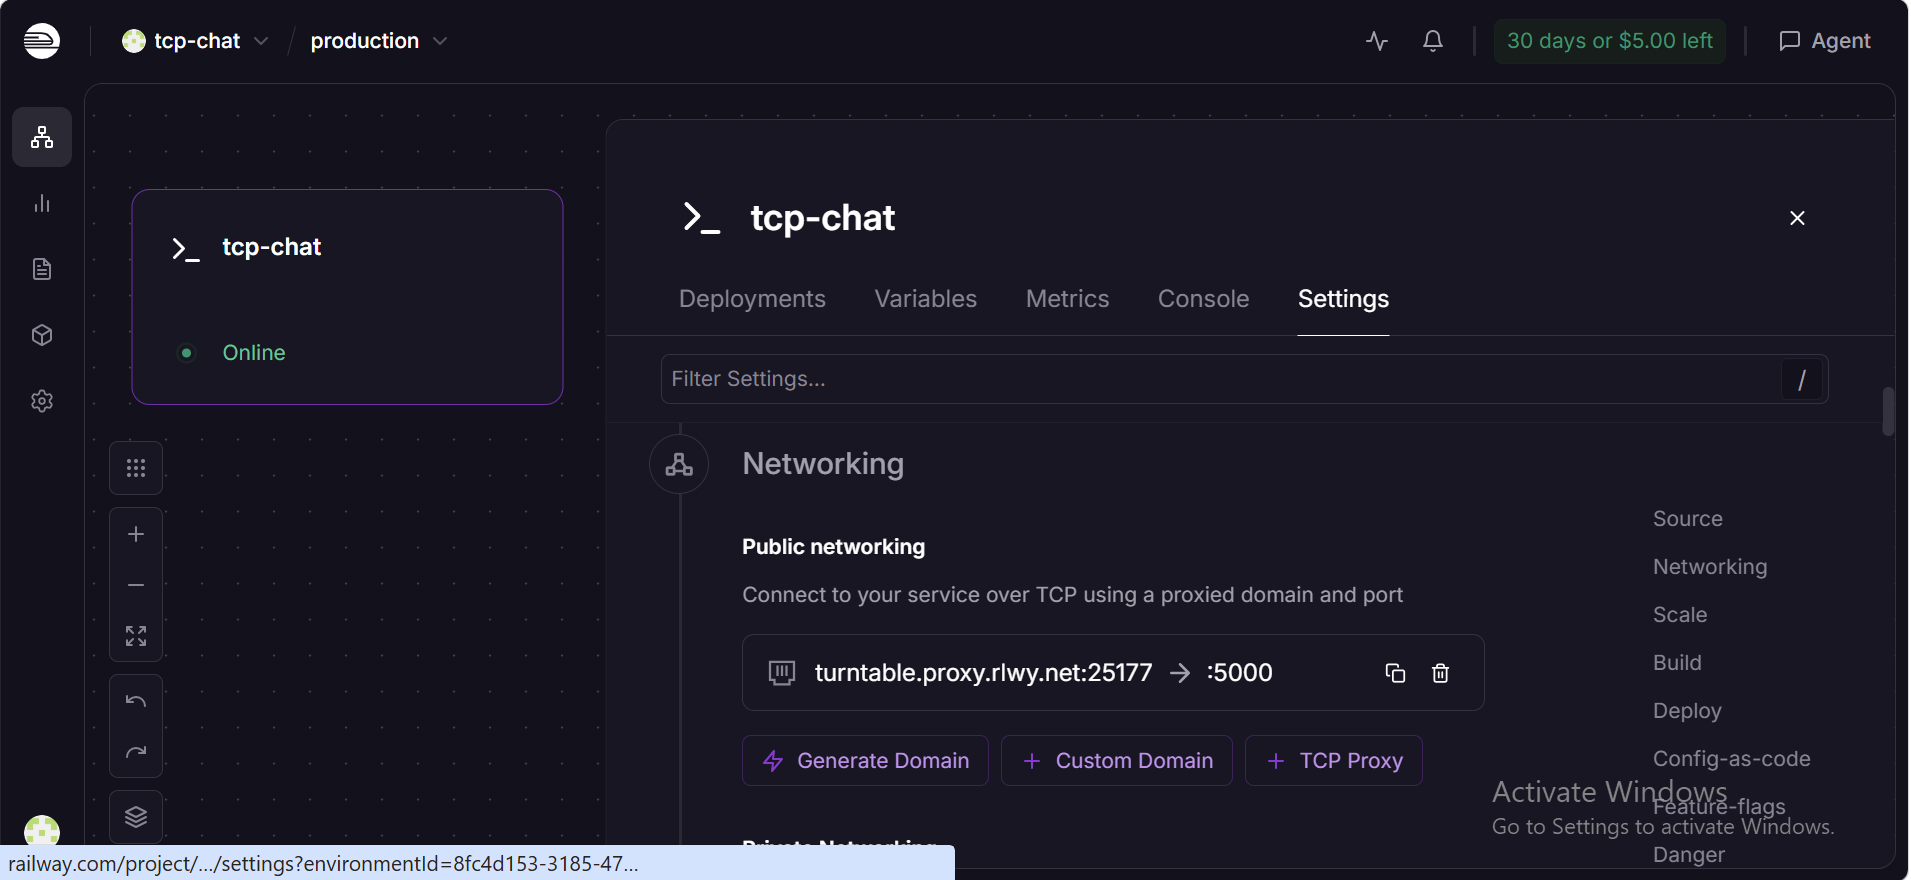 tcp-chat
production
30 days or $5.00 left
Agent
tcp-chat
Online
tcp-chat
Deployments Variables Metrics Console Settings
Filter Settings...
/
Networking
Public networking
Connect to your service over TCP using a proxied domain and port
turntable.proxy.rlwy.net:25177 → :5000
Generate Domain
+ Custom Domain
+ TCP Proxy
Private Networking
Source
Networking
Scale
Build
Deploy
Config-as-code
Feature-flags
Danger
Activate Windows
Go to Settings to activate Windows.
railway.com/project/.../settings?environmentId=8fc4d153-3185-47...